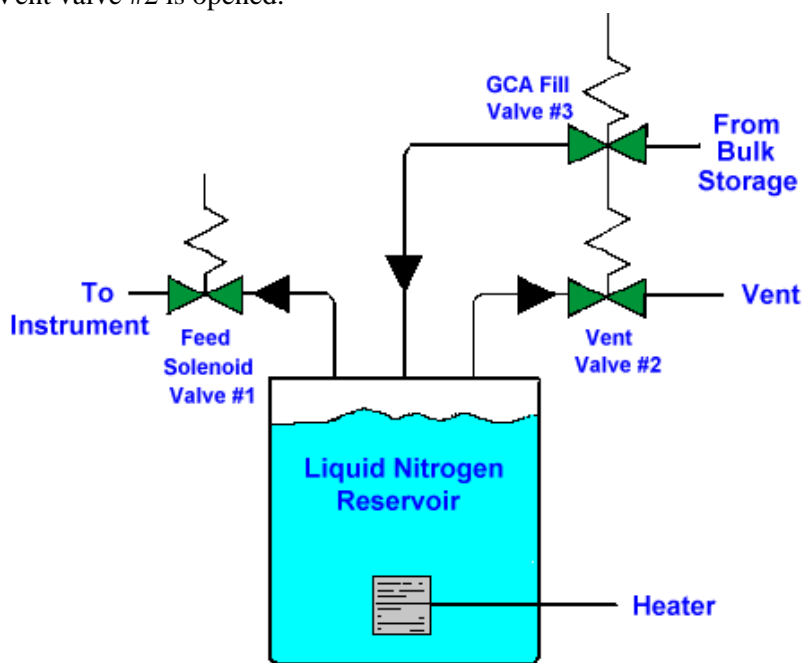 Vent valve #2 is opened.
GCA Fill
Valve #3
From
Bulk
Storage
To
Instrument
Feed
Solenoid
Valve #1
Vent
Vent
Valve #2
Liquid Nitrogen
Reservoir
Heater